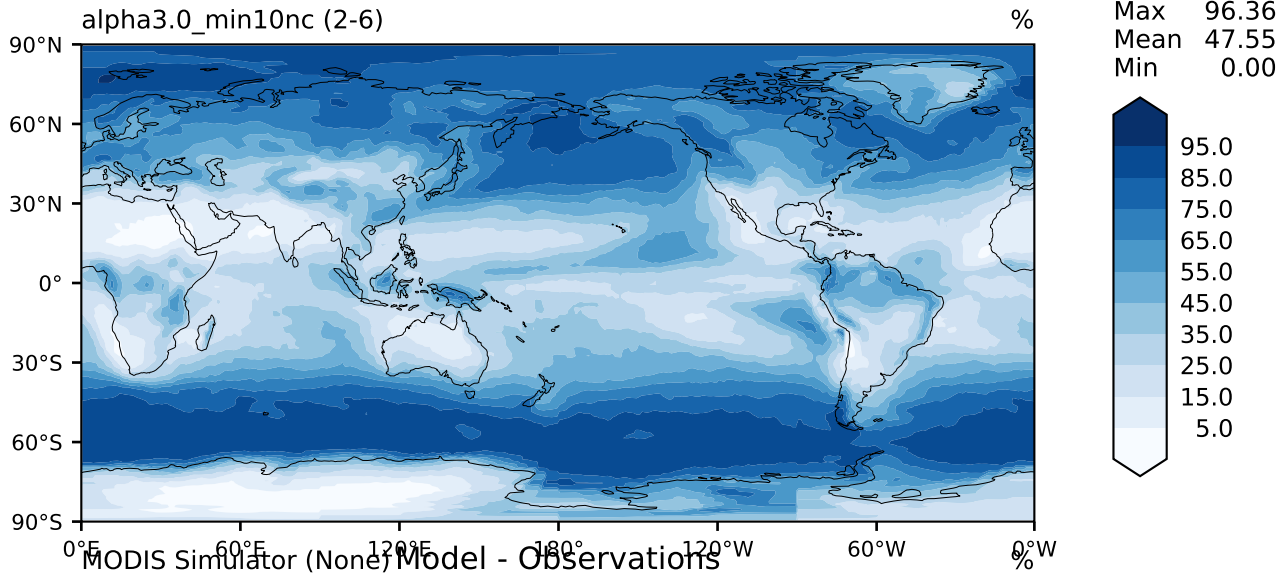 alpha3.0_min10nc (2-6) %
Max 96.36
Mean 47.55
Min 0.00
90°N
60°N
30°N
0°
30°S
60°S
90°S
95.0
85.0
75.0
65.0
55.0
45.0
35.0
25.0
15.0
5.0
0°E 60°E 120°E 180° 120°W 60°W 0°W
MODIS Simulator (None) Model - Observations %